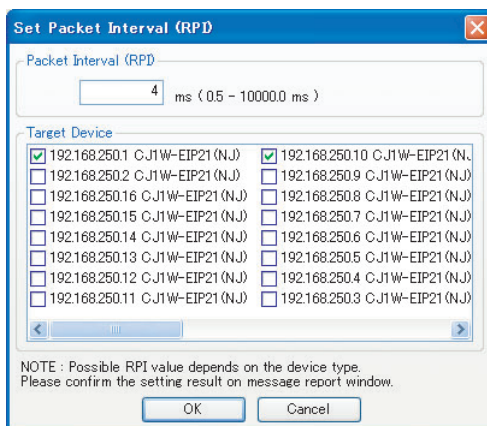 Set Packet Interval (RPI)
Packet Interval (RPI)
4 ms ( 0.5 - 10000.0 ms )
Target Device
192.168.250.1 CJ1W-EIP21(NJ) 192.168.250.10 CJ1W-EIP21(N.
192.168.250.2 CJ1W-EIP21(NJ) 192.168.250.9 CJ1W-EIP21(NJ)
192.168.250.16 CJ1W-EIP21(NJ) 192.168.250.8 CJ1W-EIP21(NJ)
192.168.250.15 CJ1W-EIP21(NJ) 192.168.250.7 CJ1W-EIP21(NJ)
192.168.250.14 CJ1W-EIP21(NJ) 192.168.250.6 CJ1W-EIP21(NJ)
192.168.250.13 CJ1W-EIP21(NJ) 192.168.250.5 CJ1W-EIP21(NJ)
192.168.250.12 CJ1W-EIP21(NJ) 192.168.250.4 CJ1W-EIP21(NJ)
192.168.250.11 CJ1W-EIP21(NJ) 192.168.250.3 CJ1W-EIP21(NJ)
NOTE : Possible RPI value depends on the device type.
Please confirm the setting result on message report window.
OK Cancel